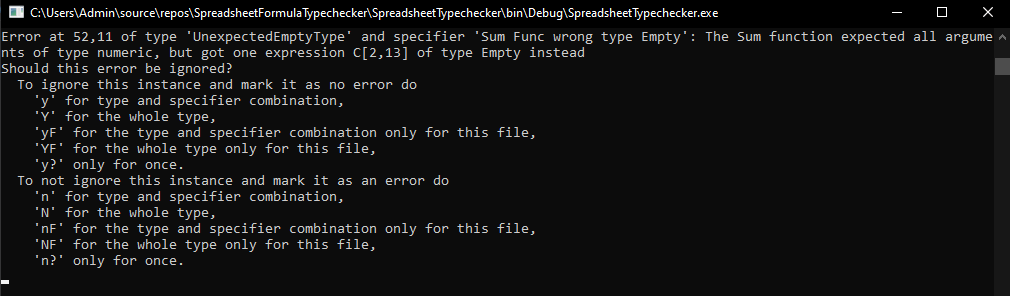 C:\Users\Admin\source\repos\SpreadsheetFormulaTypechecker\SpreadsheetTypechecker\bin\Debug\SpreadsheetTypechecker.exe
Error at 52,11 of type 'UnexpectedEmptyType' and specifier 'Sum Func wrong type Empty': The Sum function expected all argume
nts of type numeric, but got one expression C[2,13] of type Empty instead
Should this error be ignored?
  To ignore this instance and mark it as no error do
    'y' for type and specifier combination,
    'Y' for the whole type,
    'yF' for the type and specifier combination only for this file,
    'YF' for the whole type only for this file,
    'y?' only for once.
  To not ignore this instance and mark it as an error do
    'n' for type and specifier combination,
    'N' for the whole type,
    'nF' for the type and specifier combination only for this file,
    'NF' for the whole type only for this file,
    'n?' only for once.